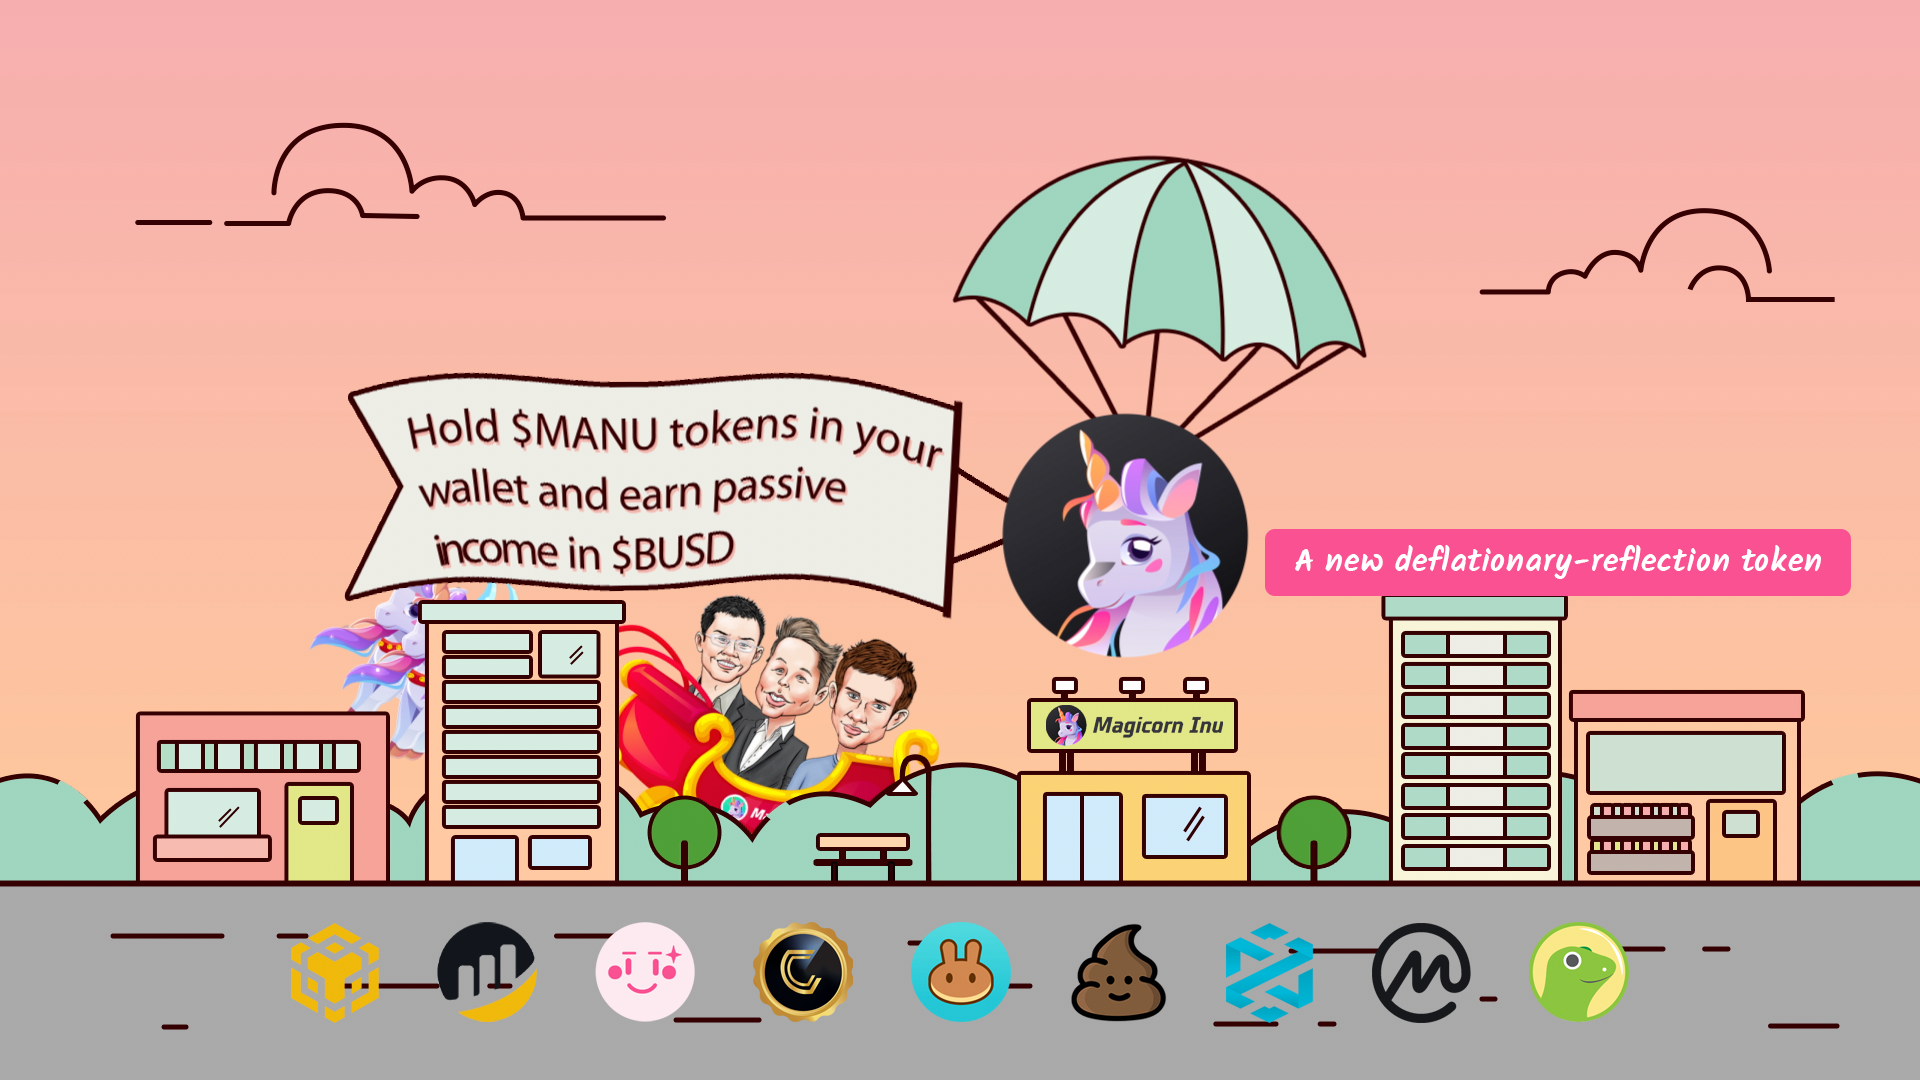 Hold $MANU tokens in your
wallet and earn passive
income in $BUSD
A new deflationary-reflection token
Magicorn Inu